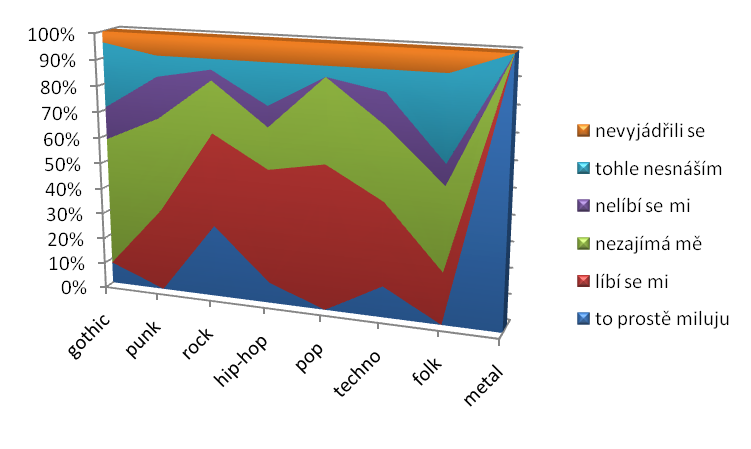 100%
90%
80%
70%
60%
50%
40%
30%
20%
10%
0%
gothic
punk
rock
hip-hop
pop
techno
folk
metal
nevyjádřili se
tohle nesnáším
nelíbí se mi
nezajímá mě
líbí se mi
to prostě miluju